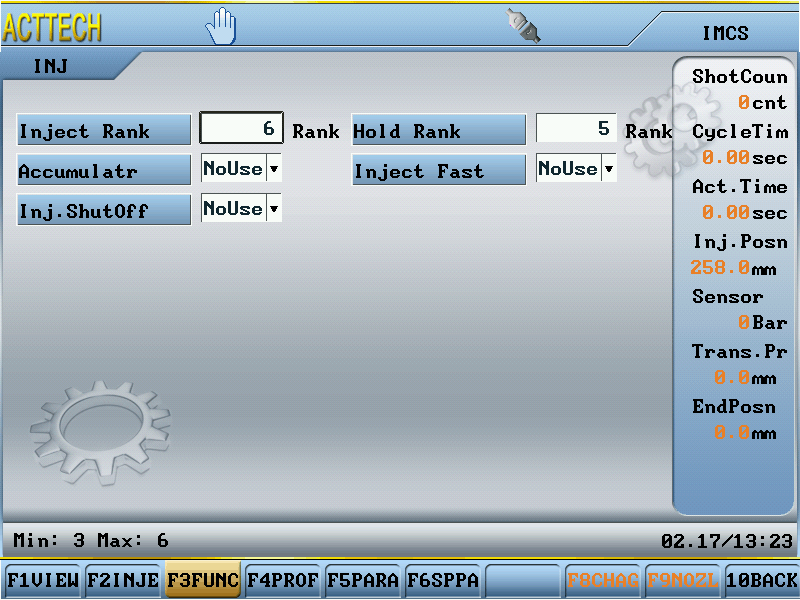 ACTTECH
IMCS
INJ
Inject Rank 6 Rank Hold Rank 5 Rank
Accumulatr NoUse Inject Fast NoUse
Inj.ShutOff NoUse
ShotCoun
0cnt
CycleTim
0.00sec
Act.Time
0.00sec
Inj.Posn
258.0mm
Sensor
0Bar
Trans.Pr
0.0mm
EndPosn
0.0mm
Min: 3 Max: 6
02.17/13:23
F1VIEW F2INJE F3FUNC F4PROF F5PARA F6SPPA F8CHAG F9NOZL 10BACK